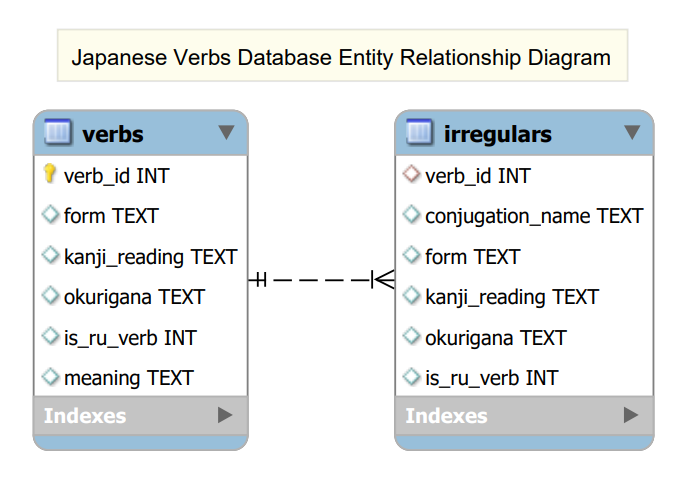 Japanese Verbs Database Entity Relationship Diagram
verbs
verb_id INT
form TEXT
kanji_reading TEXT
okurigana TEXT
is_ru_verb INT
meaning TEXT
Indexes
irregulars
verb_id INT
conjugation_name TEXT
form TEXT
kanji_reading TEXT
okurigana TEXT
is_ru_verb INT
Indexes